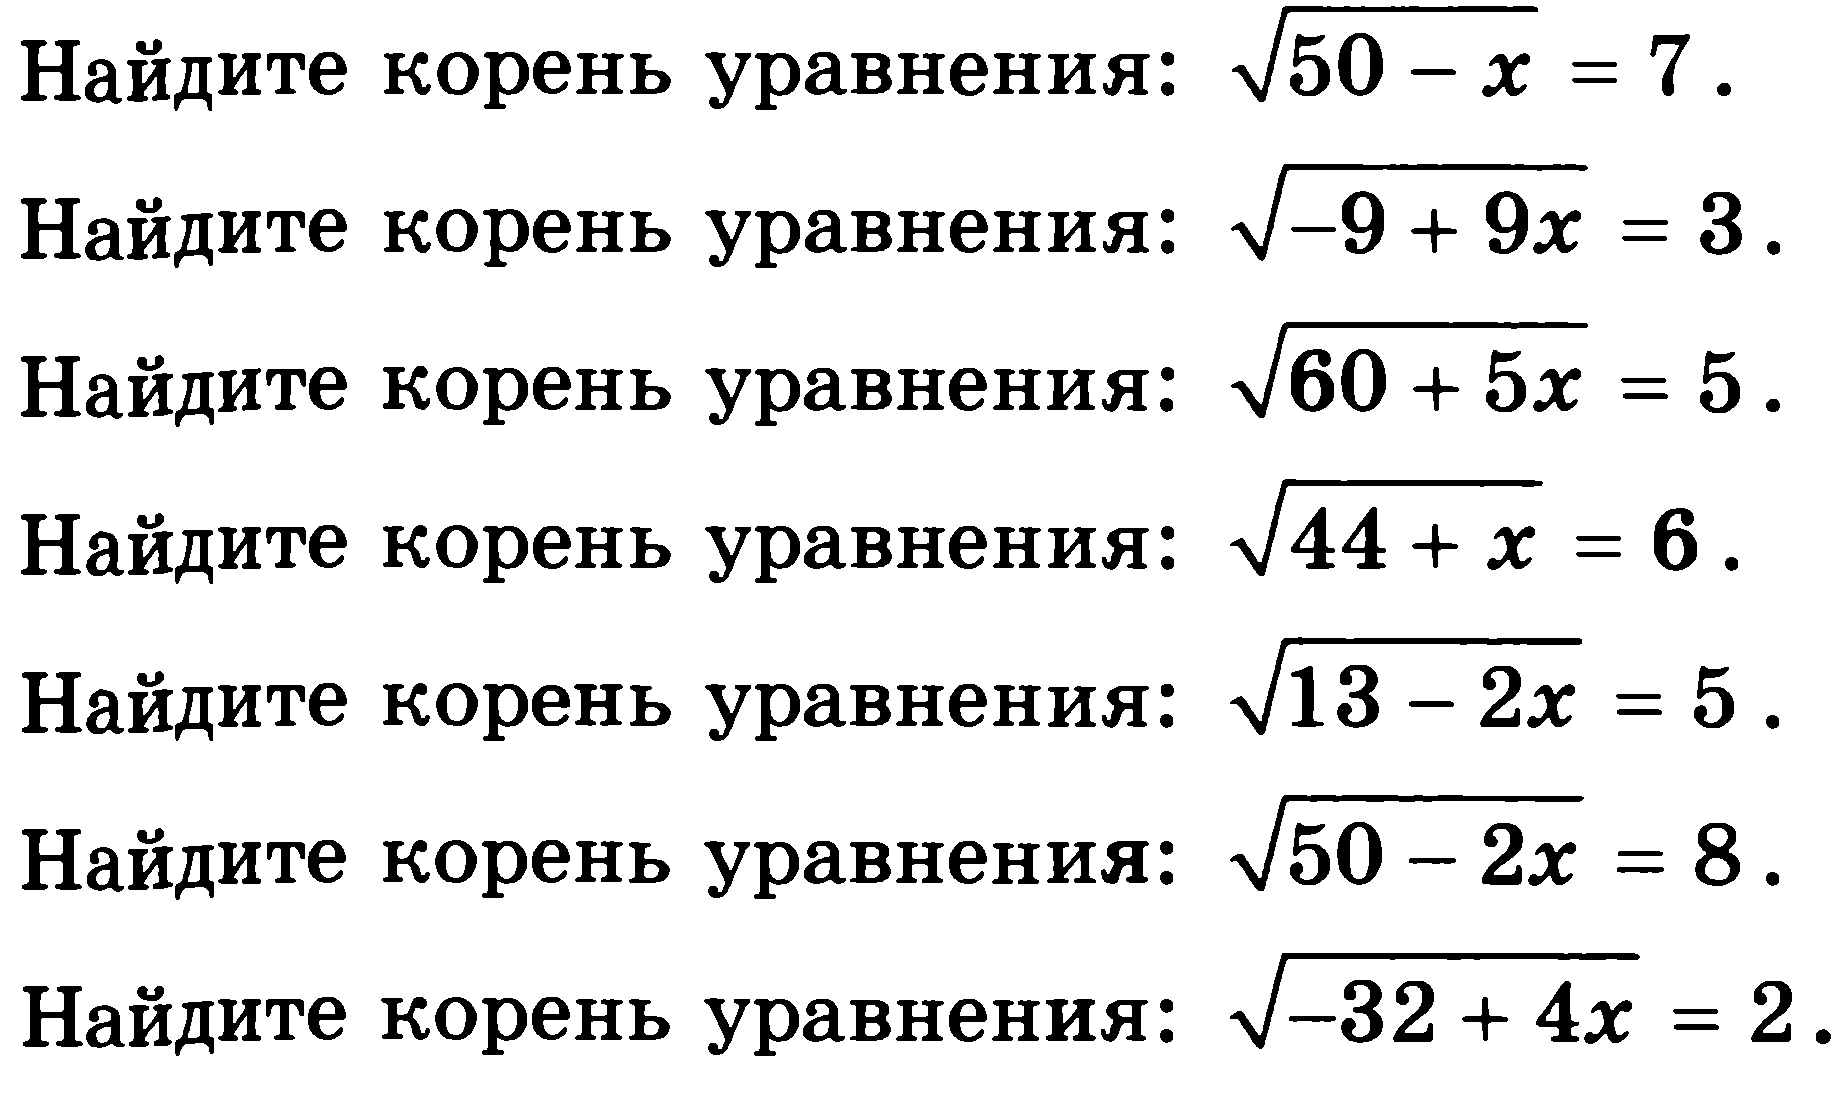 Найдите корень уравнения: √(50 − x) = 7.
Найдите корень уравнения: √(−9 + 9x) = 3.
Найдите корень уравнения: √(60 + 5x) = 5.
Найдите корень уравнения: √(44 + x) = 6.
Найдите корень уравнения: √(13 − 2x) = 5.
Найдите корень уравнения: √(50 − 2x) = 8.
Найдите корень уравнения: √(−32 + 4x) = 2.